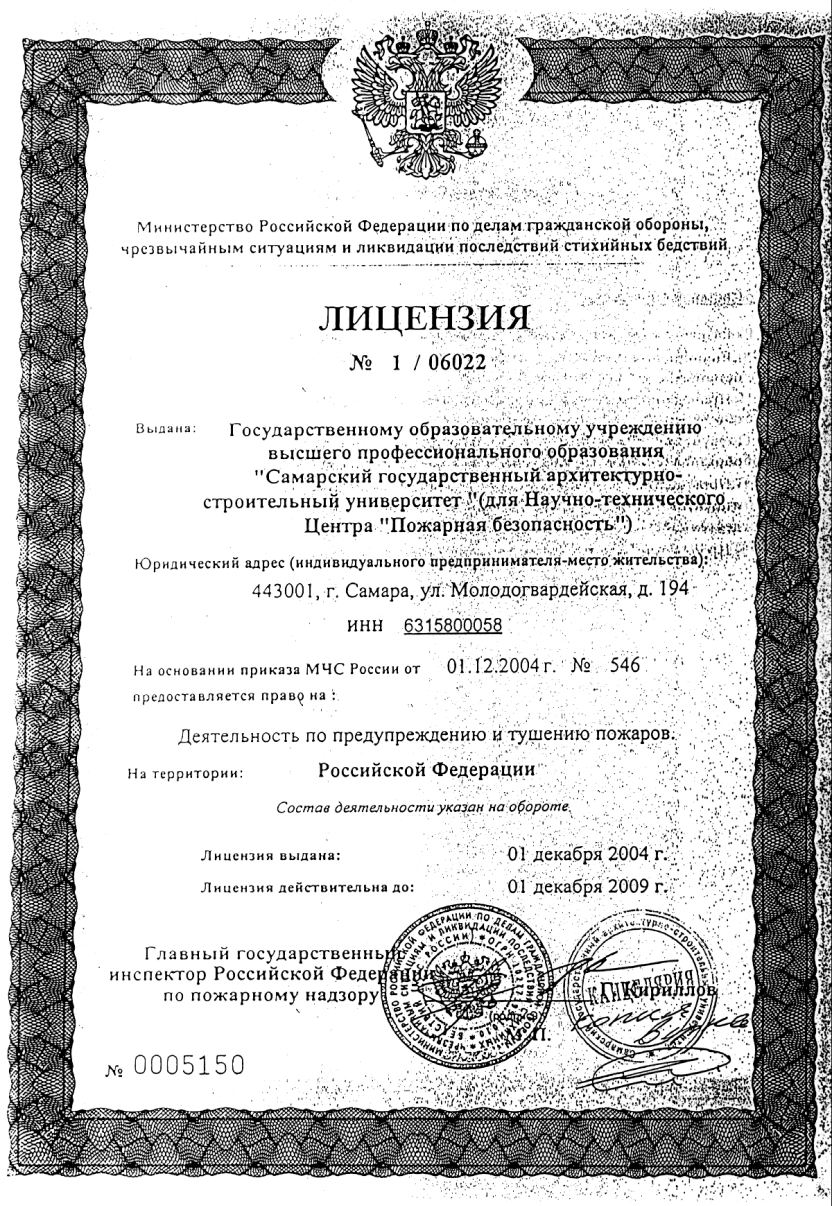 Министерство Российской Федерации по делам гражданской обороны,
чрезвычайным ситуациям и ликвидации последствий стихийных бедствий
ЛИЦЕНЗИЯ
№ 1 / 06022
Выдана: Государственному образовательному учреждению
высшего профессионального образования
"Самарский государственный архитектурно-
строительный университет "(для Научно-технического
Центра "Пожарная безопасность")
Юридический адрес (индивидуального предпринимателя-место жительства):
443001, г. Самара, ул. Молодогвардейская, д. 194
ИНН 6315800058
На основании приказа МЧС России от 01.12.2004 г. № 546
предоставляется право на :
Деятельность по предупреждению и тушению пожаров.
На территории: Российской Федерации
Состав деятельности указан на обороте.
Лицензия выдана: 01 декабря 2004 г.
Лицензия действительна до: 01 декабря 2009 г.
Главный государственный
инспектор Российской Федерации
по пожарному надзору Г. Кириллов
(подпись)
М.П.
КАНЦЕЛЯРИЯ
№ 0005150